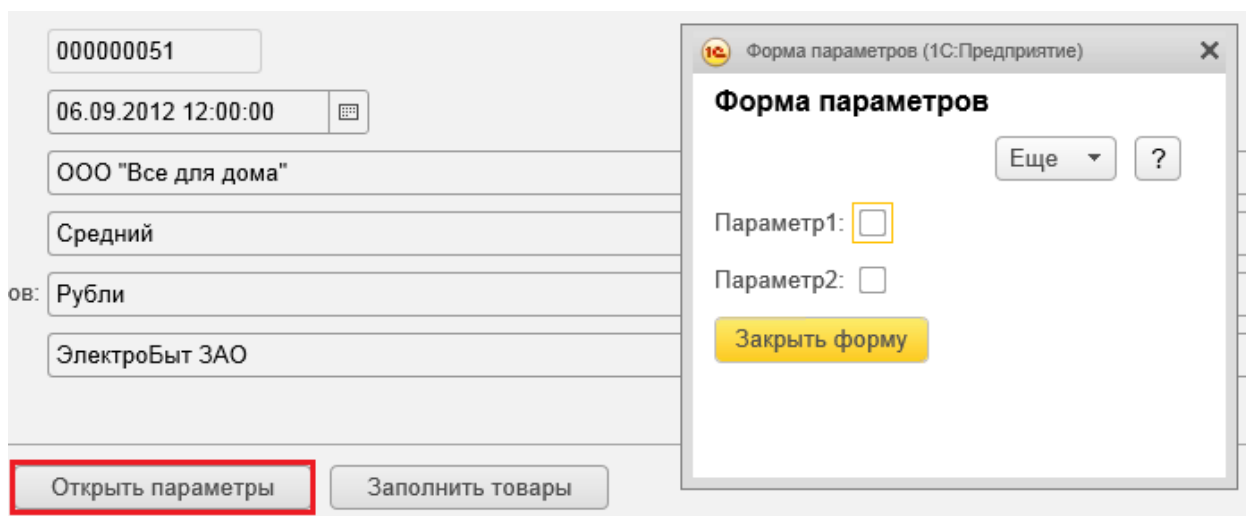 000000051
06.09.2012 12:00:00
ООО "Все для дома"
Средний
ов: Рубли
ЭлектроБыт ЗАО
Открыть параметры Заполнить товары
1С Форма параметров (1С:Предприятие)
Форма параметров
Еще ?
Параметр1:
Параметр2:
Закрыть форму